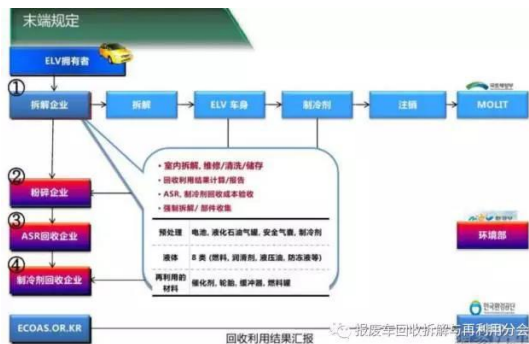 末端规定
ELV拥有者
①
拆解企业
拆解
ELV 车身
制冷剂
注销
MOLIT
• 室内拆解, 维修/清洗/储存
• 回收利用结果计算/报告
• ASR, 制冷剂回收成本验收
• 强制拆解/ 部件收集
预处理 电池, 液化石油气罐, 安全气囊, 制冷剂
液体 8 类 (燃料, 润滑剂, 液压油, 防冻液等)
再利用的材料 催化剂, 轮胎, 缓冲器, 燃料罐
②
粉碎企业
③
ASR回收企业
环境部
④
制冷剂回收企业
ECOAS.OR.KR
回收利用结果汇报
报废车回收拆解与再利用分会